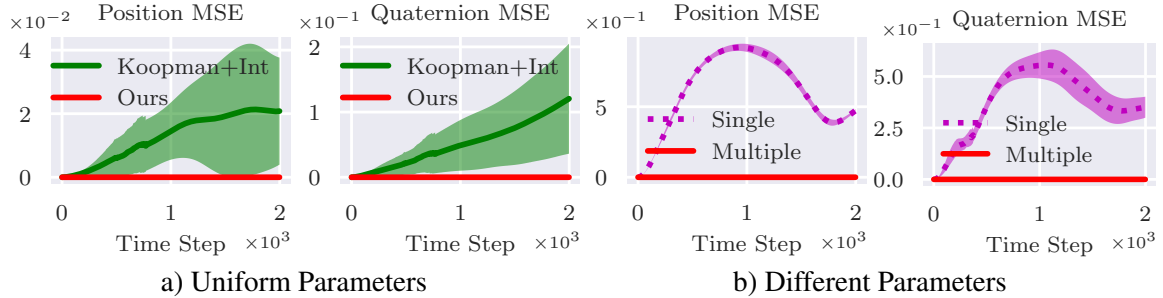 Position MSE
×10⁻²
4
2
0
Koopman+Int
Ours
0
1
2
Time Step
×10³
Quaternion MSE
×10⁻¹
2
1
0
Koopman+Int
Ours
0
1
2
Time Step
×10³
a) Uniform Parameters
Position MSE
×10⁻¹
5
0
Single
Multiple
0
1
2
Time Step
×10³
Quaternion MSE
×10⁻¹
5.0
2.5
0.0
Single
Multiple
0
1
2
Time Step
×10³
b) Different Parameters